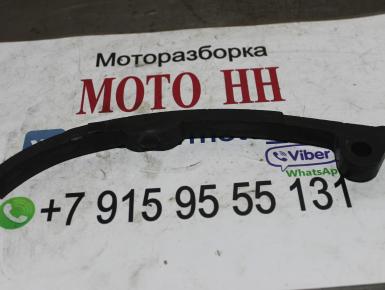 Моторазборка
МОТО НН
Viber
WhatsApp
+7 915 95 55 131